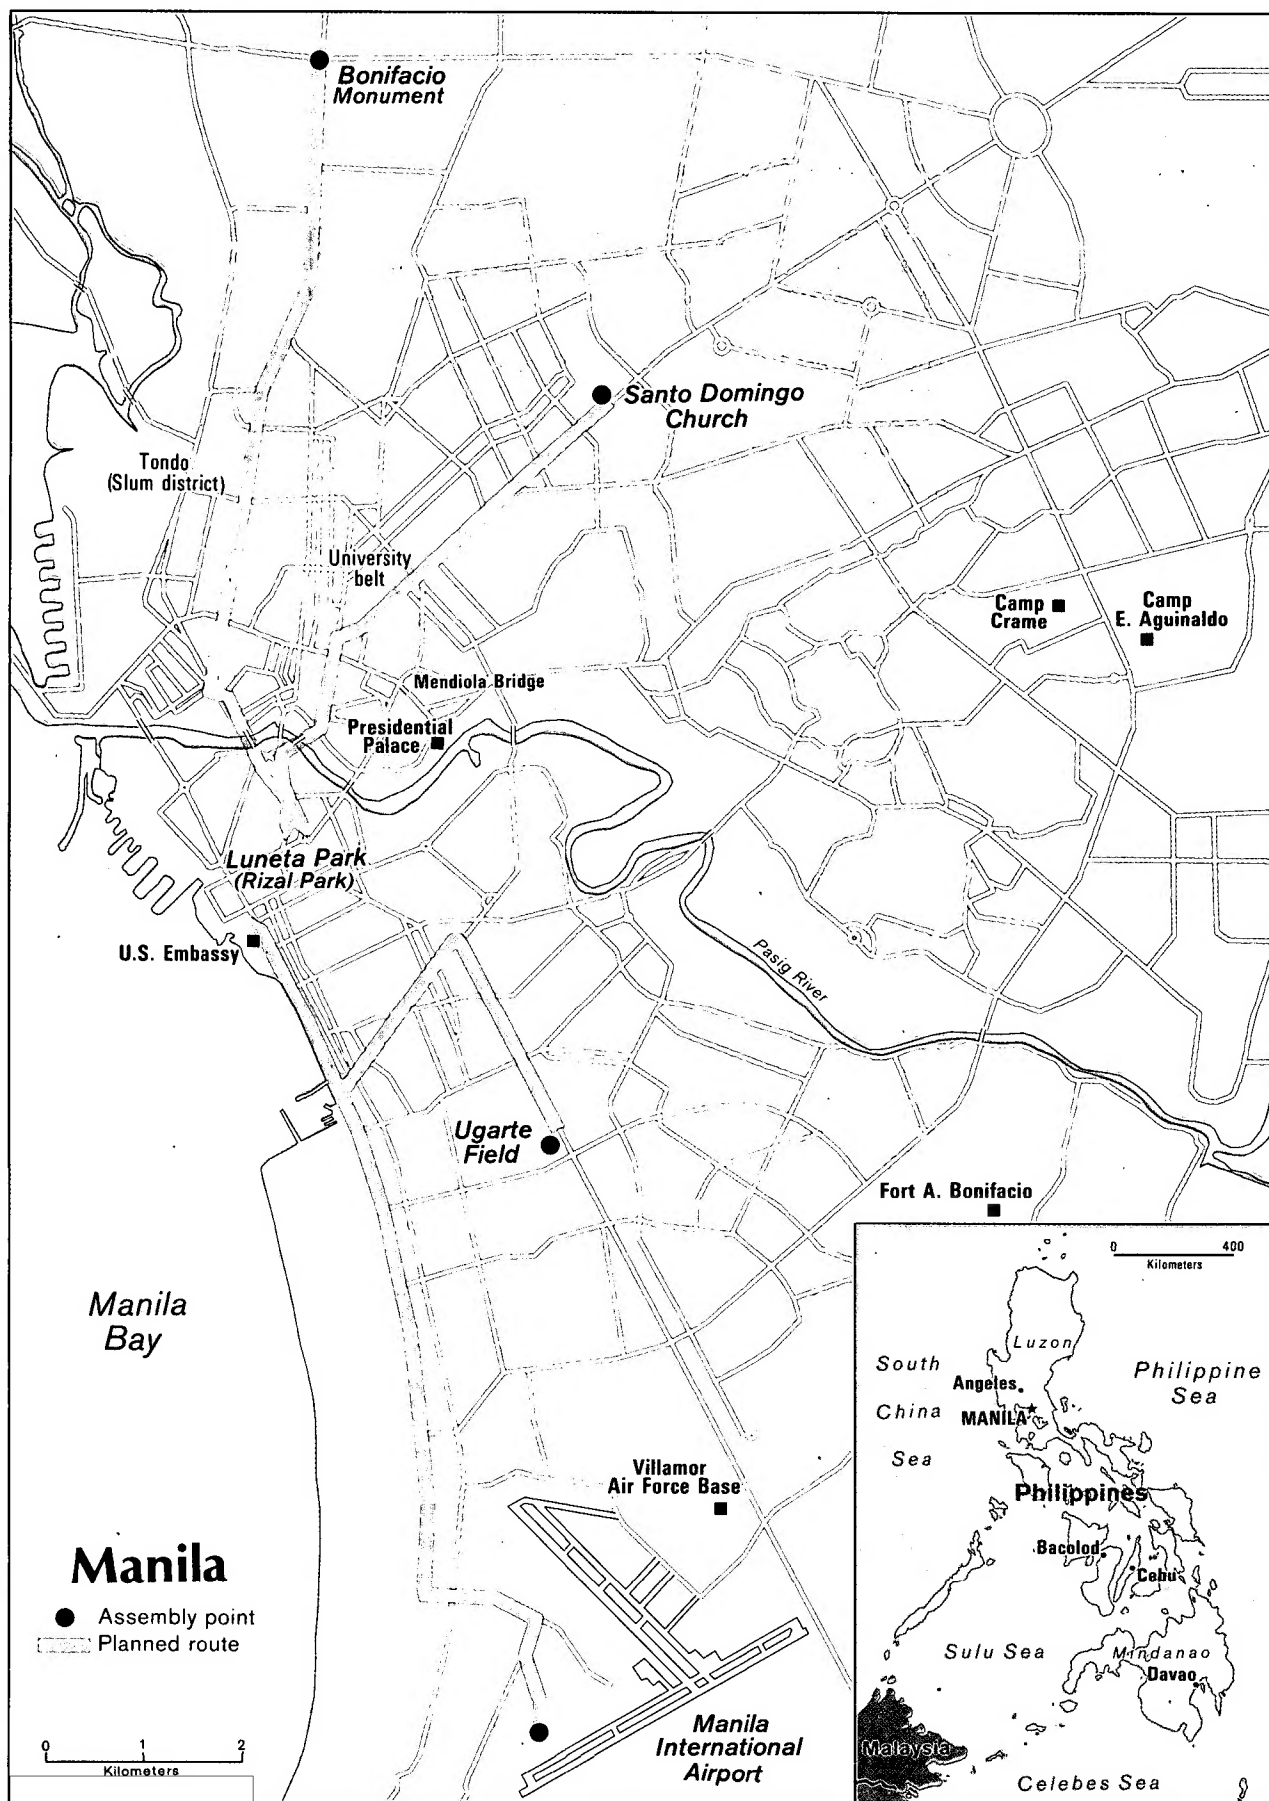 Bonifacio
Monument
Santo Domingo
Church
Tondo
(Slum district)
University
belt
Camp
Crame
Camp
E. Aguinaldo
Mendiola Bridge
Presidential
Palace
Luneta Park
(Rizal Park)
U.S. Embassy
Pasig River
Ugarte
Field
Fort A. Bonifacio
Manila
Bay
Villamor
Air Force Base
Manila
International
Airport
Manila
Assembly point
Planned route
0 1 2
Kilometers
0 400
Kilometers
Luzon
South
China
Sea
Philippine
Sea
Angeles
MANILA
Philippines
Bacolod
Cebu
Sulu Sea
Mindanao
Davao
Malaysia
Celebes Sea